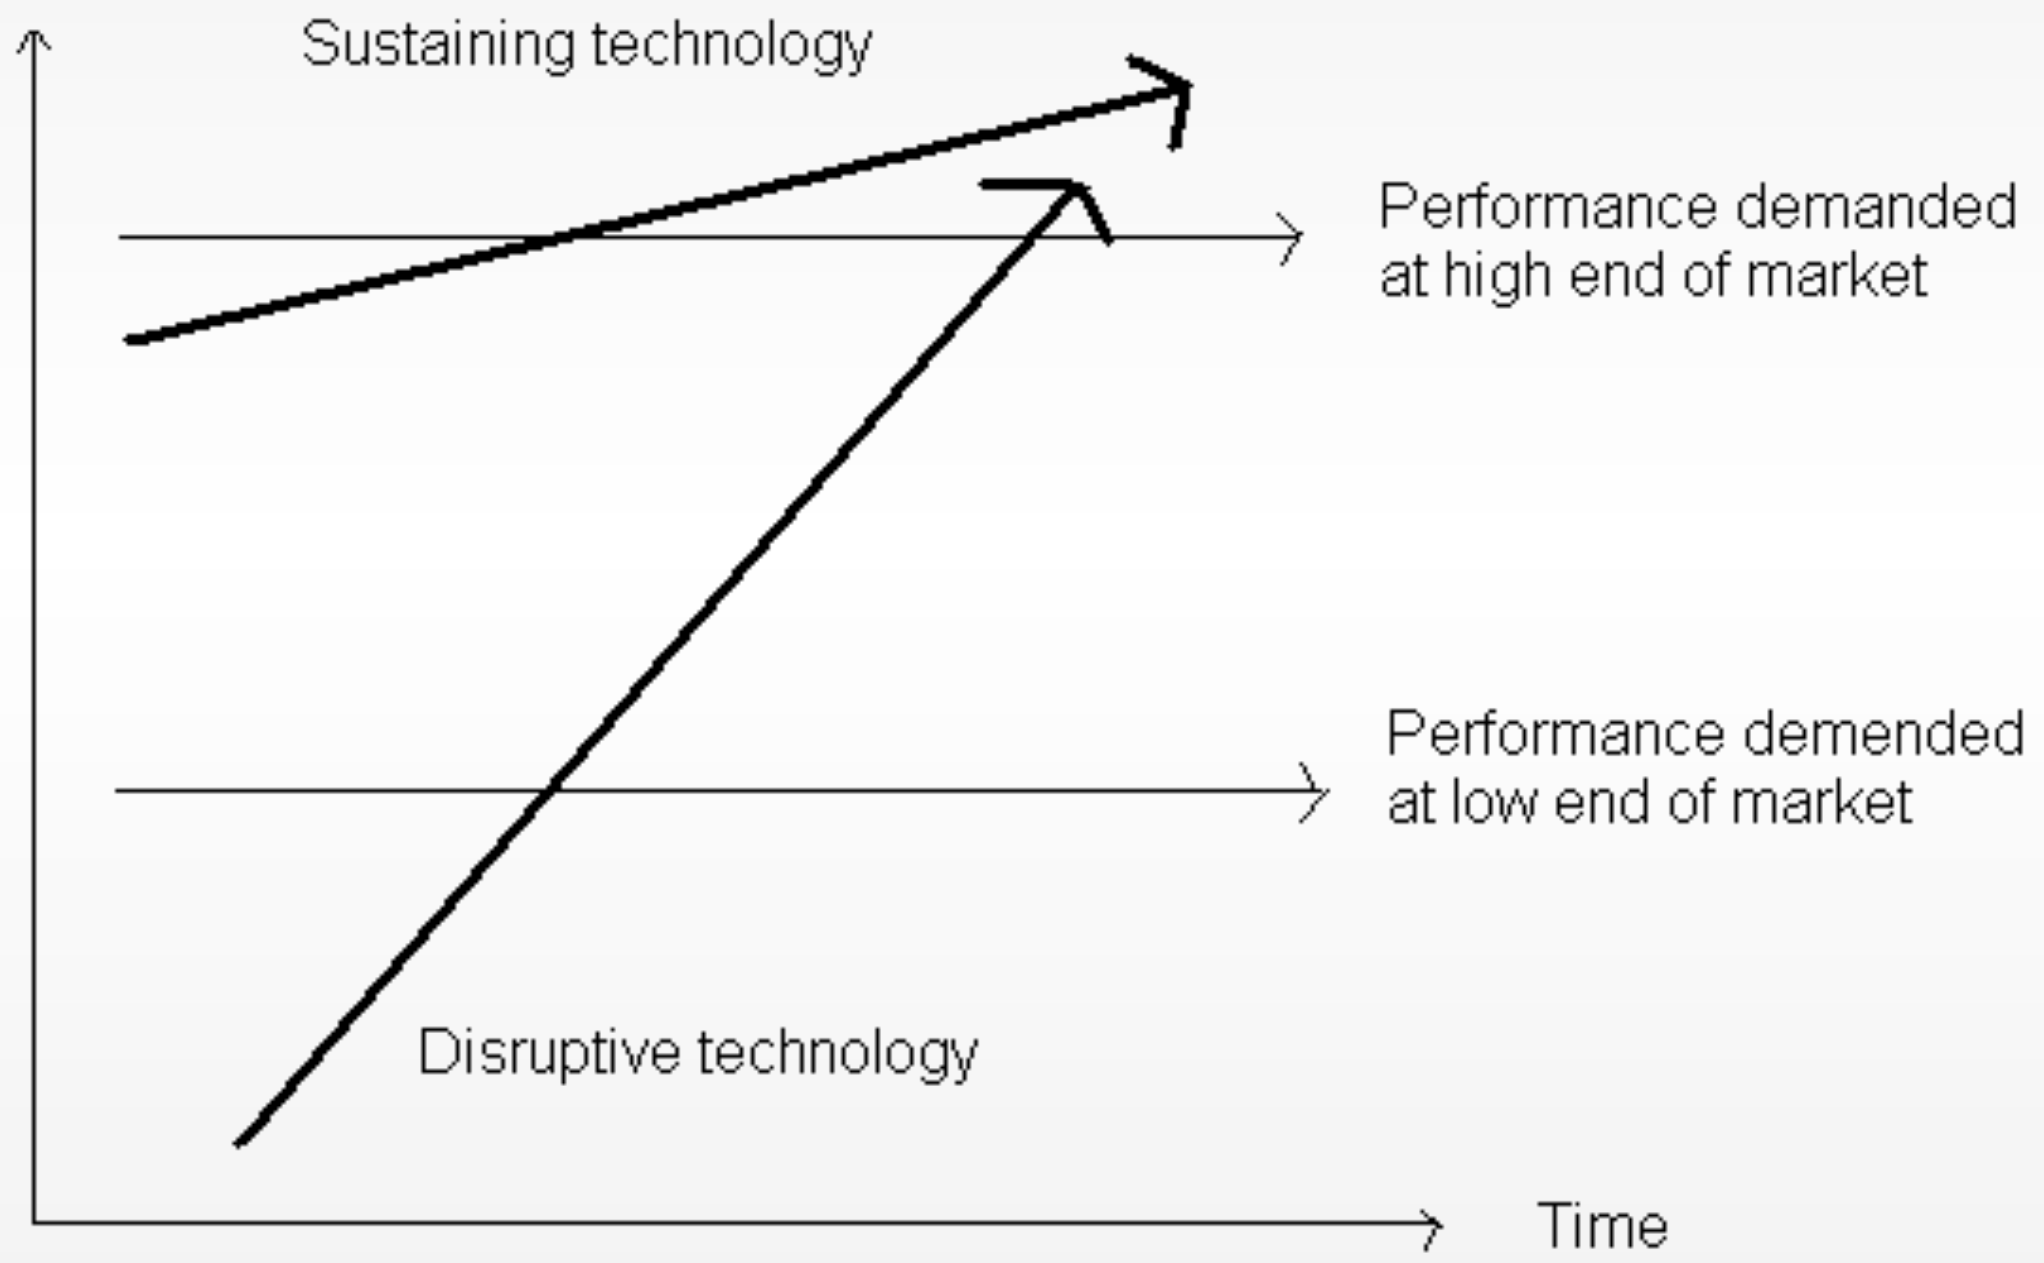 Sustaining technology
Performance demanded
at high end of market
Performance demended
at low end of market
Disruptive technology
Time